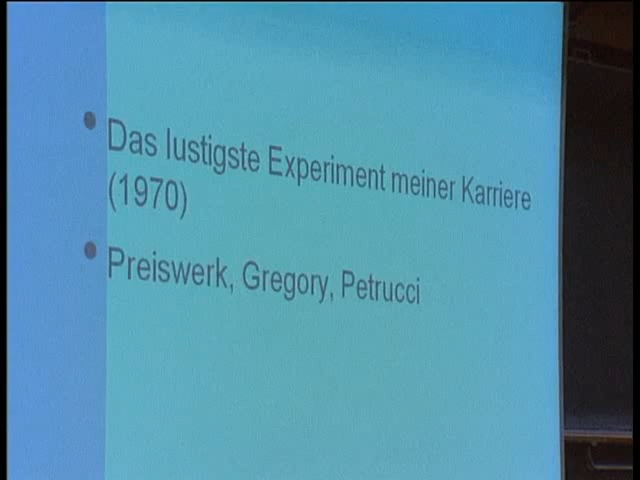 • Das lustigste Experiment meiner Karriere
(1970)
• Preiswerk, Gregory, Petrucci